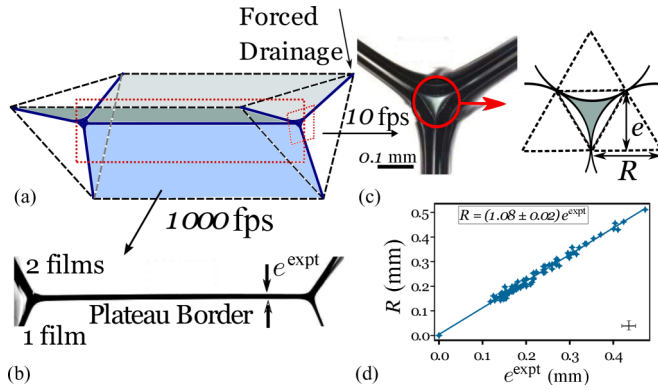 Forced
Drainage
10 fps
0.1 mm
e
R
(a)
(c)
1000 fps
2 films
e^expt
Plateau Border
1 film
(b)
R = (1.08 ± 0.02) e^expt
R (mm)
0.5
0.4
0.3
0.2
0.1
0.0
0.0 0.1 0.2 0.3 0.4
e^expt (mm)
(d)